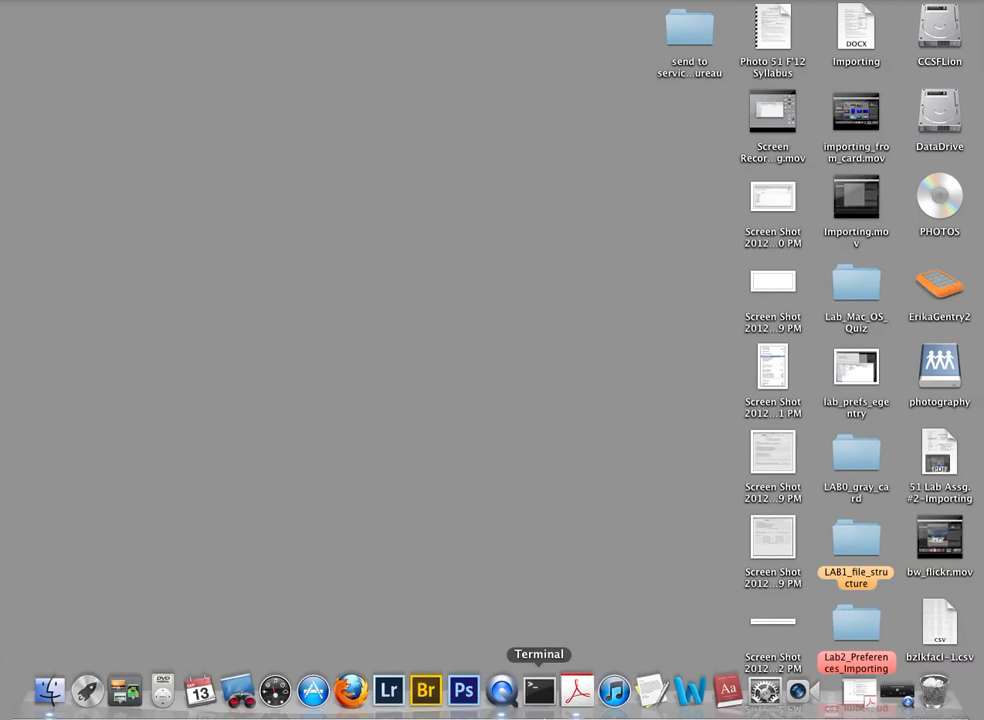 send to
servic...ureau
Photo 51 F'12
Syllabus
DOCX
Importing
CCSFLion
Screen
Recor...g.mov
importing_fro
m_card.mov
DataDrive
Screen Shot
2012...0 PM
Importing.mo
v
PHOTOS
Screen Shot
2012...9 PM
Lab_Mac_OS_
Quiz
ErikaGentry2
Screen Shot
2012...1 PM
lab_prefs_ege
ntry
photography
Screen Shot
2012...9 PM
LAB0_gray_ca
rd
51 Lab Assg.
#2-Importing
Screen Shot
2012...9 PM
LAB1_file_stru
cture
bw_flickr.mov
Screen Shot
2012...2 PM
Lab2_Preferen
ces_Importing
CSV
bzlkfacl-1.csv
Terminal
DVD
13
Lr
Br
Ps
Aa